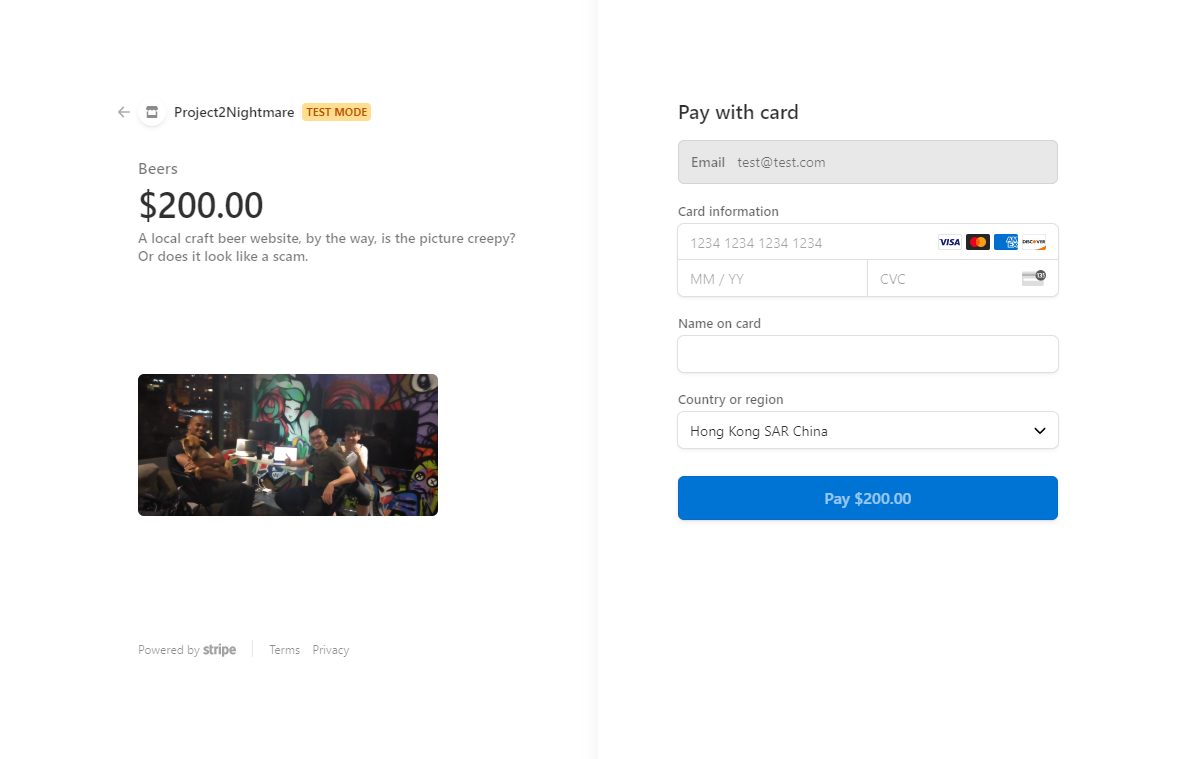 Project2Nightmare TEST MODE
Beers
$200.00
A local craft beer website, by the way, is the picture creepy?
Or does it look like a scam.
Powered by stripe Terms Privacy
Pay with card
Email test@test.com
Card information
1234 1234 1234 1234 VISA AM EX DISCOVER
MM / YY CVC 135
Name on card
Country or region
Hong Kong SAR China
Pay $200.00